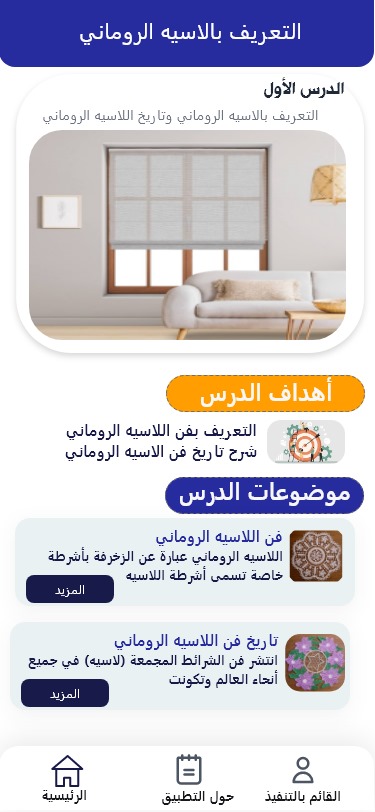 التعريف بالاسيه الروماني
الدرس الأول
التعريف بالاسيه الروماني وتاريخ اللاسيه الروماني
أهداف الدرس
التعريف بفن اللاسيه الروماني
شرح تاريخ فن الاسيه الروماني
موضوعات الدرس
فن اللاسيه الروماني
اللاسيه الروماني عبارة عن الزخرفة بأشرطة
خاصة تسمى أشرطة اللاسيه
المزيد
تاريخ فن اللاسيه الروماني
انتشر فن الشرائط المجمعة (لاسيه) في جميع
أنحاء العالم وتكونت
المزيد
القائم بالتنفيذ
حول التطبيق
الرئيسية